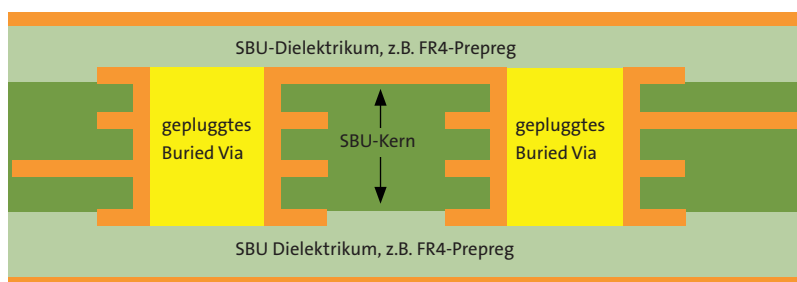 SBU-Dielektrikum, z.B. FR4-Prepreg
gepluggtes
Buried Via
SBU-Kern
gepluggtes
Buried Via
SBU Dielektrikum, z.B. FR4-Prepreg